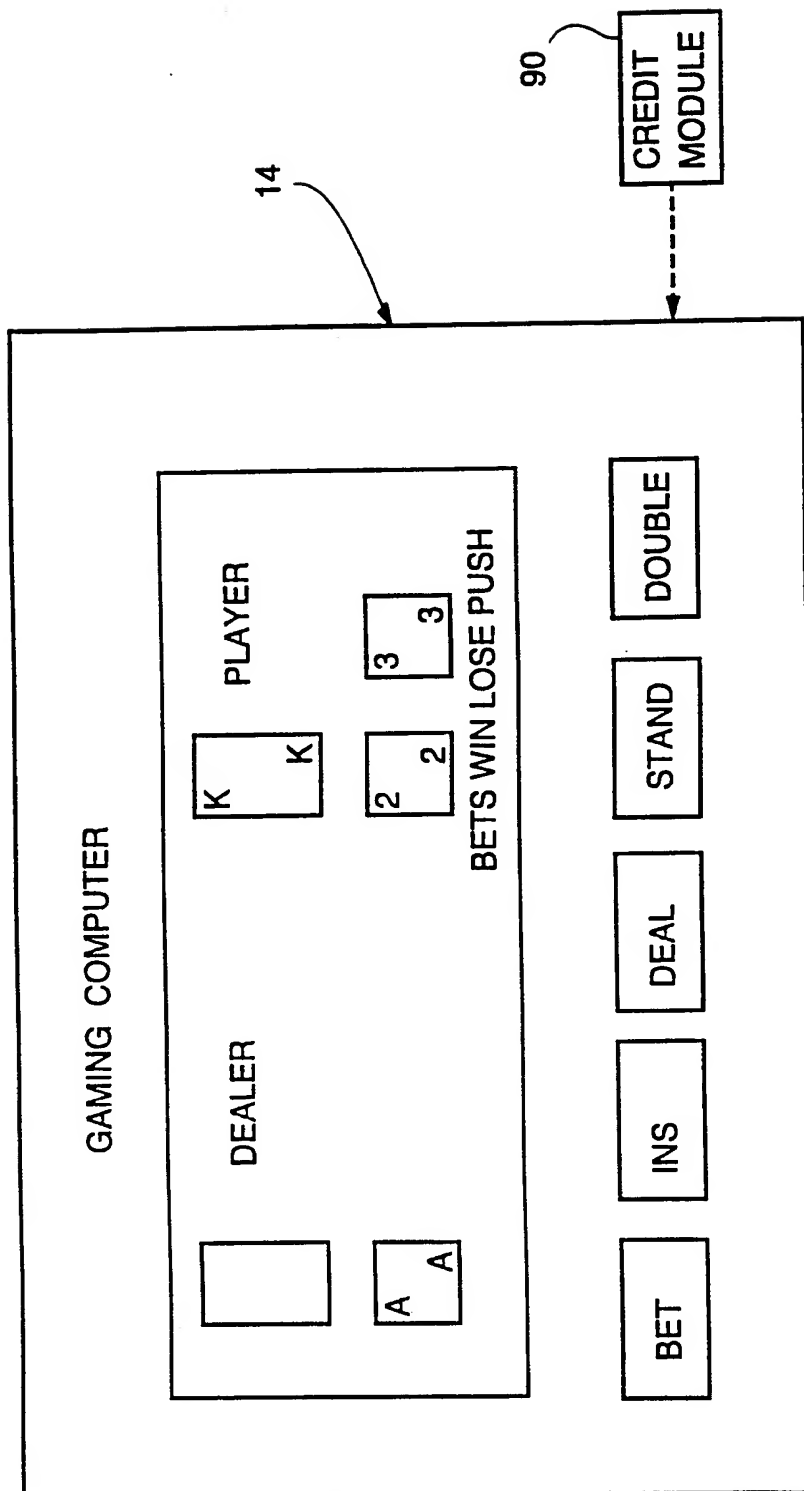 GAMING COMPUTER
14
DEALER
PLAYER
K
K
A
A
2
2
3
3
BETS WIN LOSE PUSH
BET
INS
DEAL
STAND
DOUBLE
90
CREDIT
MODULE